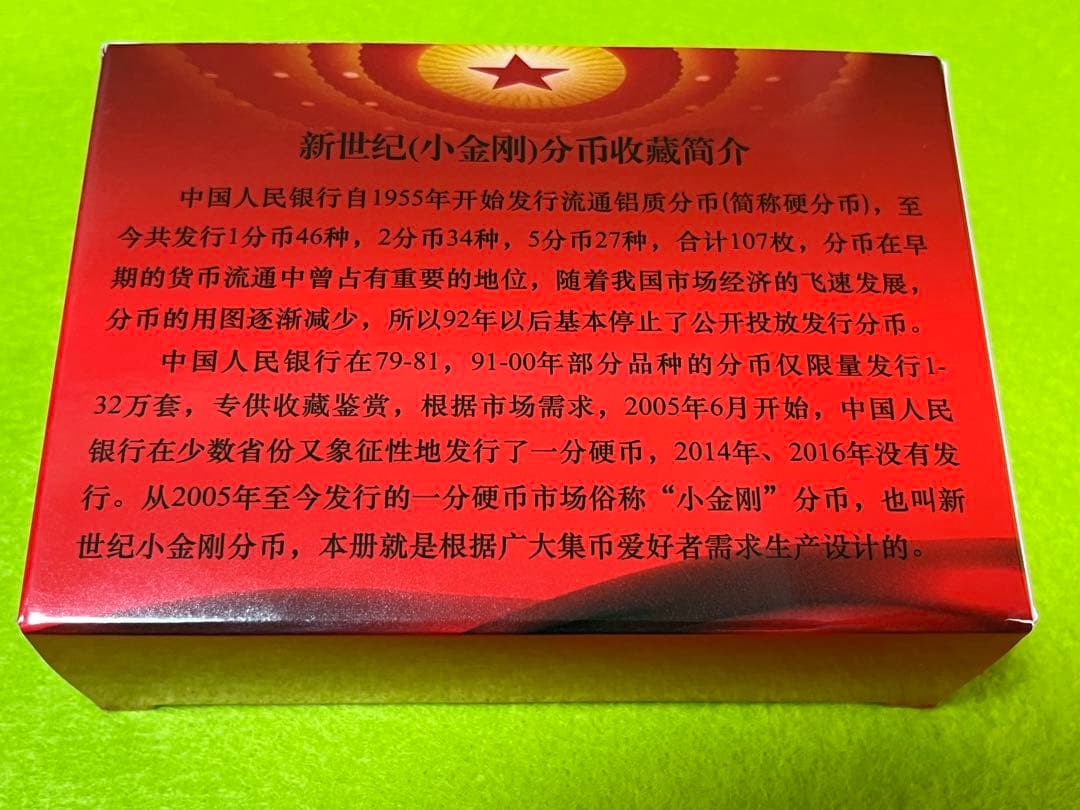 新世纪(小金刚)分币收藏简介
中国人民银行自1955年开始发行流通铝质分币(简称硬分币)，至
今共发行1分币46种，2分币34种，5分币27种，合计107枚，分币在早
期的货币流通中曾占有重要的地位，随着我国市场经济的飞速发展，
分币的用图逐渐减少，所以92年以后基本停止了公开投放发行分币。
中国人民银行在79-81，91-00年部分品种的分币仅限量发行1-
32万套，专供收藏鉴赏，根据市场需求，2005年6月开始，中国人民
银行在少数省份又象征性地发行了一分硬币，2014年、2016年没有发
行。从2005年至今发行的一分硬币市场俗称“小金刚”分币，也叫新
世纪小金刚分币，本册就是根据广大集币爱好者需求生产设计的。